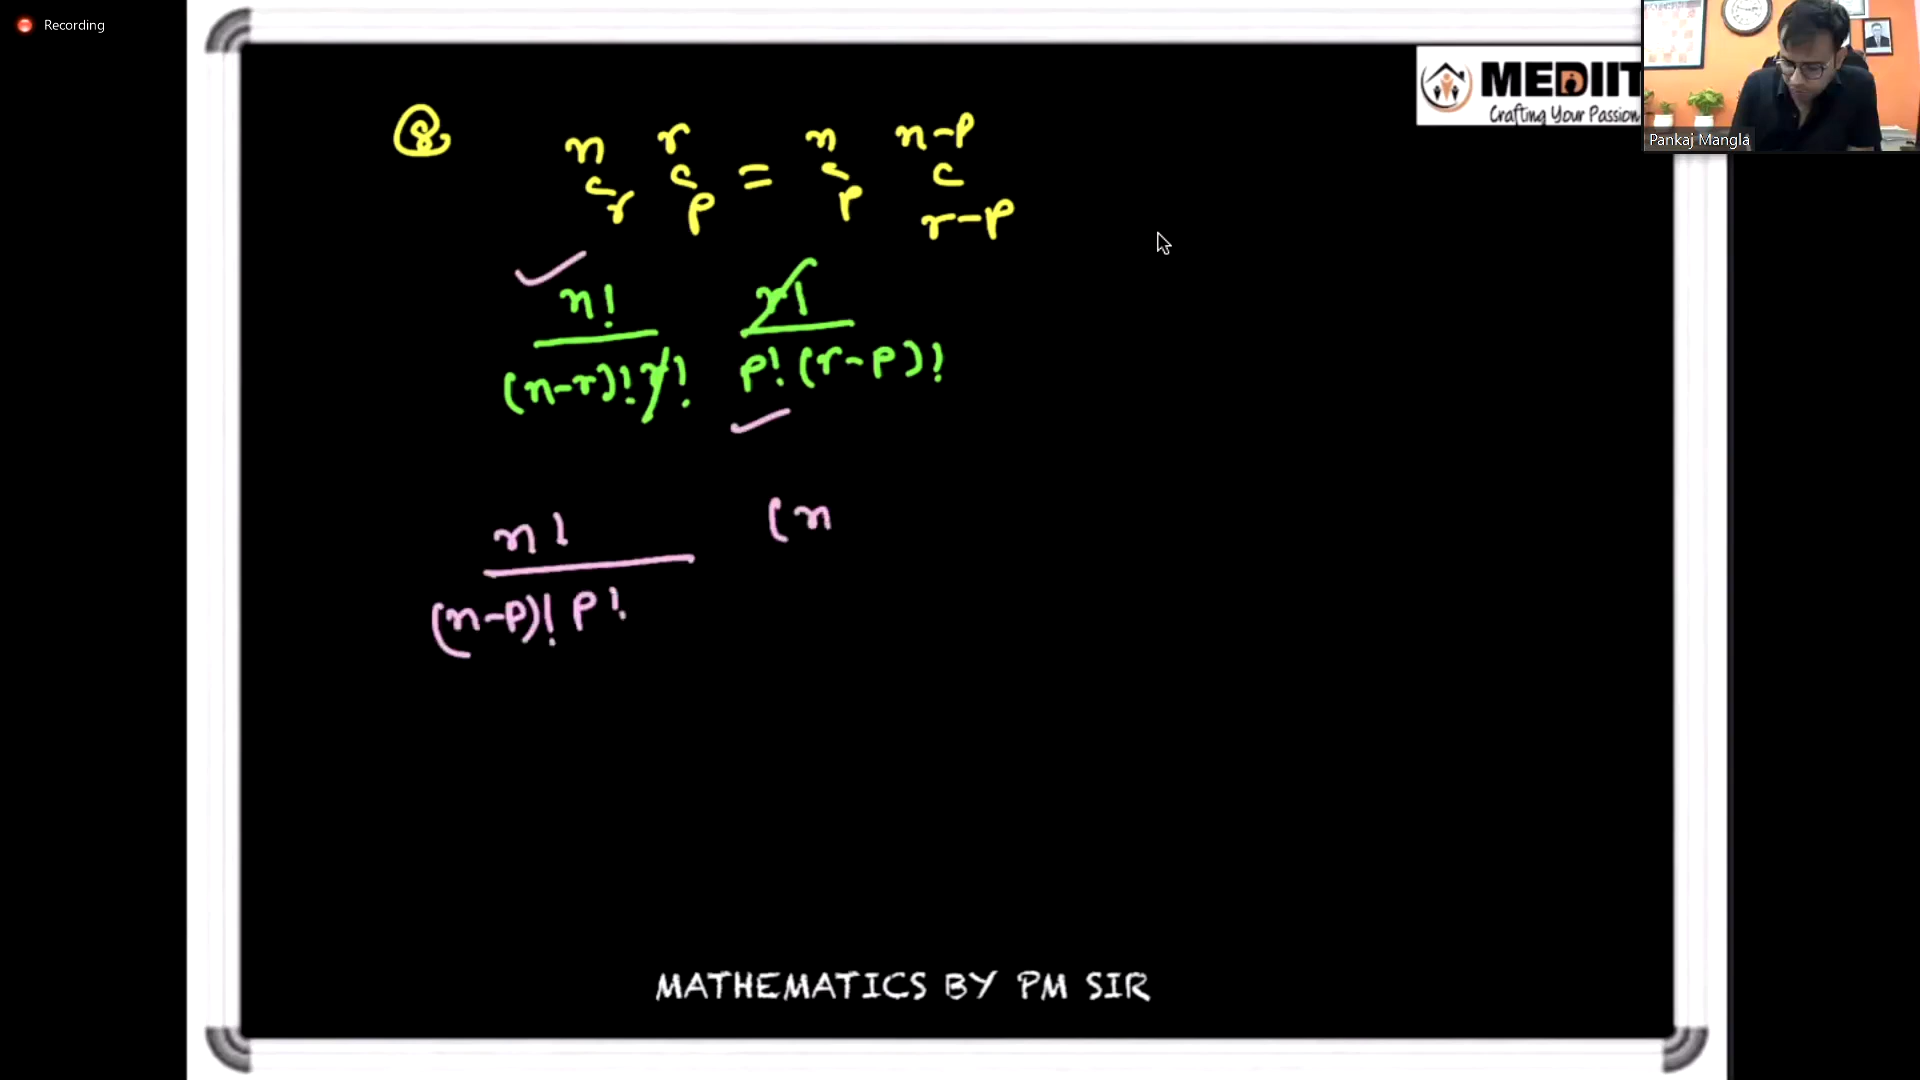 Recording
MEDIIT
Crafting Your Passion
Pankaj Mangla
Q
ⁿCᵣ ʳCₚ = ⁿCₚ ⁿ⁻ᵖCᵣ₋ₚ
n! r!
(n-r)! r! p! (r-p)!
n! (n
(n-p)! p!
MATHEMATICS BY PM SIR